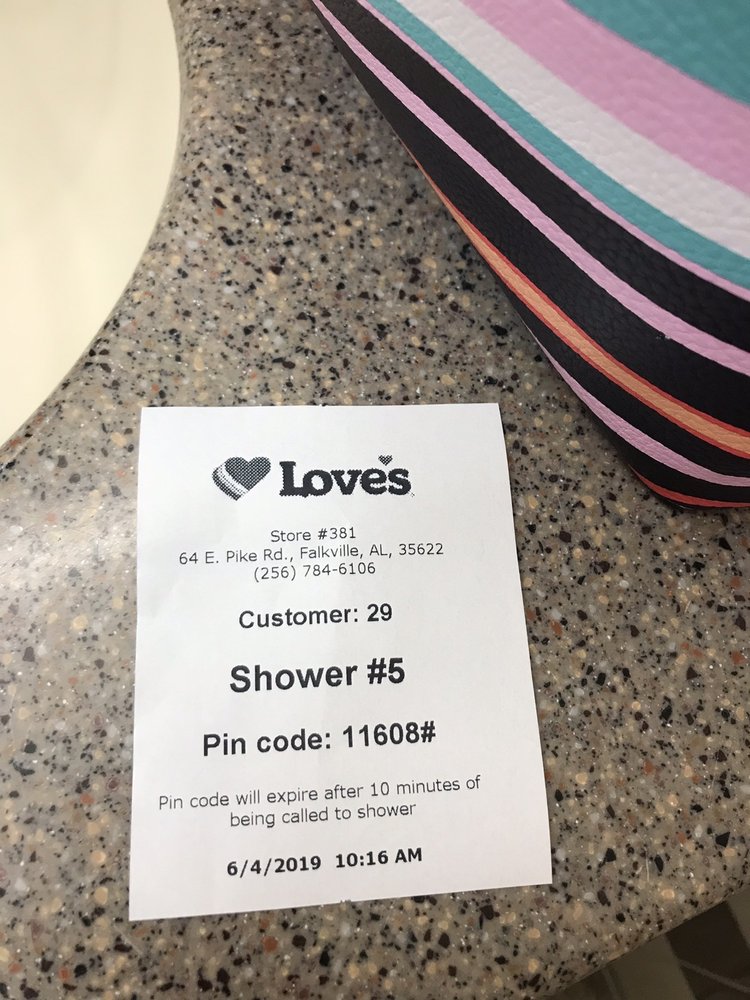 Love's
Store #381
64 E. Pike Rd., Falkville, AL, 35622
(256) 784-6106
Customer: 29
Shower #5
Pin code: 11608#
Pin code will expire after 10 minutes of
being called to shower
6/4/2019 10:16 AM